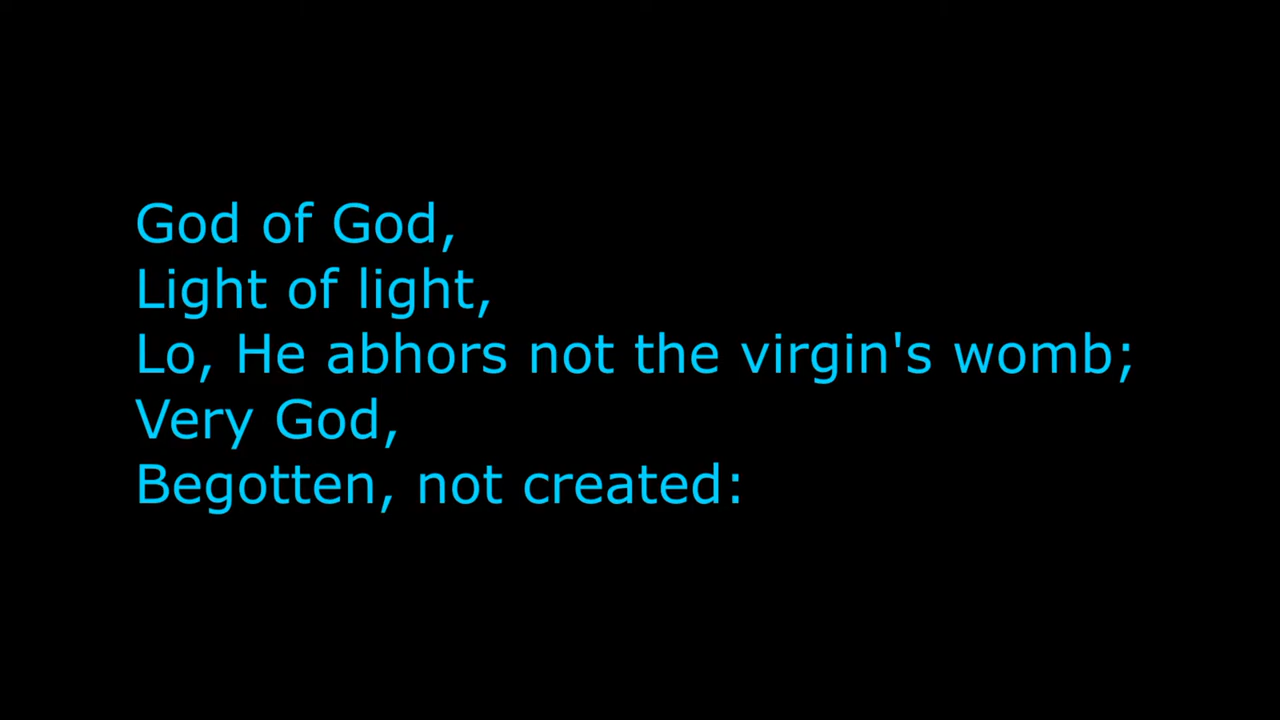 God of God,
Light of light,
Lo, He abhors not the virgin's womb;
Very God,
Begotten, not created: